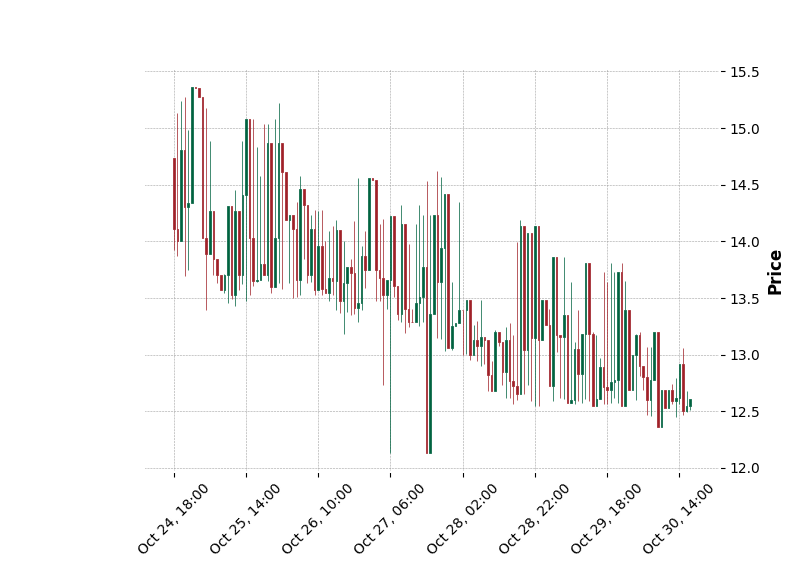 15.5
15.0
14.5
14.0
13.5
13.0
12.5
12.0
Price
Oct 24, 18:00
Oct 25, 14:00
Oct 26, 10:00
Oct 27, 06:00
Oct 28, 02:00
Oct 28, 22:00
Oct 29, 18:00
Oct 30, 14:00